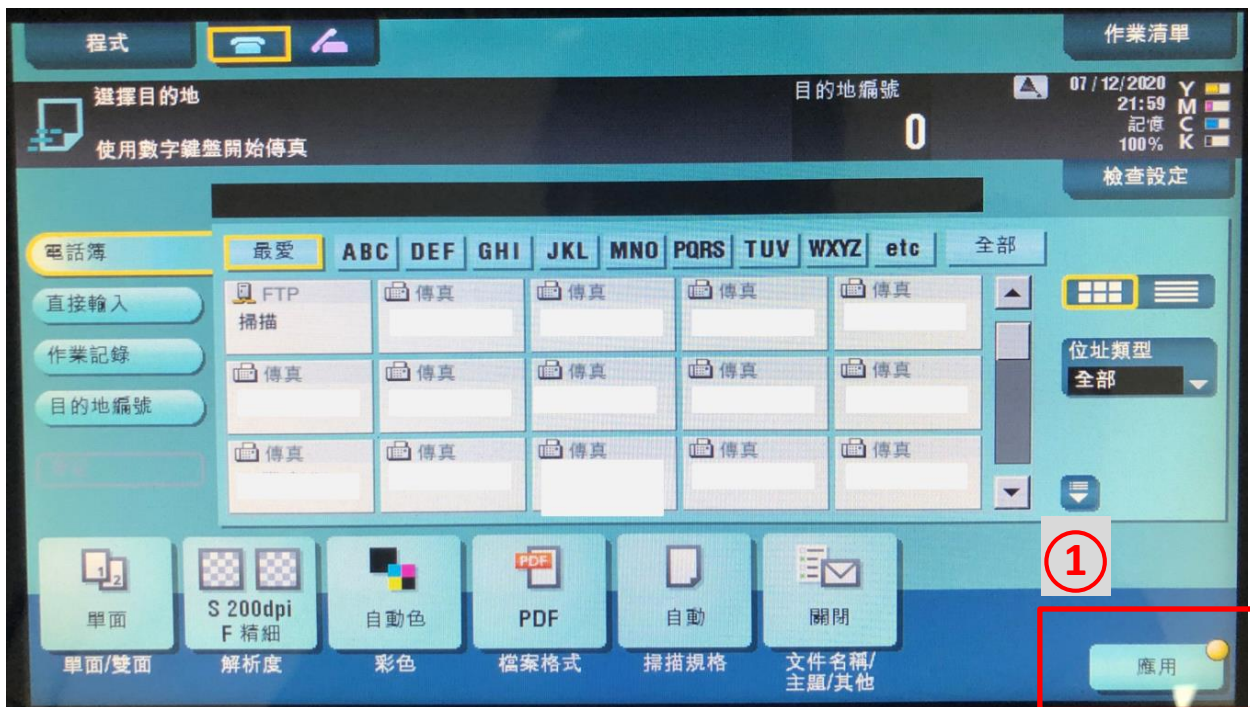 程式
作業清單
選擇目的地
目的地編號
0
使用數字鍵盤開始傳真
07/12/2020
21:59
記憶
100%
Y
M
C
K
檢查設定
電話簿
直接輸入
作業記錄
目的地編號
最愛 ABC DEF GHI JKL MNO PQRS TUV WXYZ etc 全部
FTP 傳真 傳真 傳真 傳真
掃描
傳真 傳真 傳真 傳真 傳真
傳真 傳真 傳真 傳真 傳真
位址類型
全部
1
1 2
單面
單面/雙面
S 200dpi
F 精細
解析度
自動色
彩色
PDF
PDF
檔案格式
自動
掃描規格
關閉
文件名稱/
主題/其他
應用